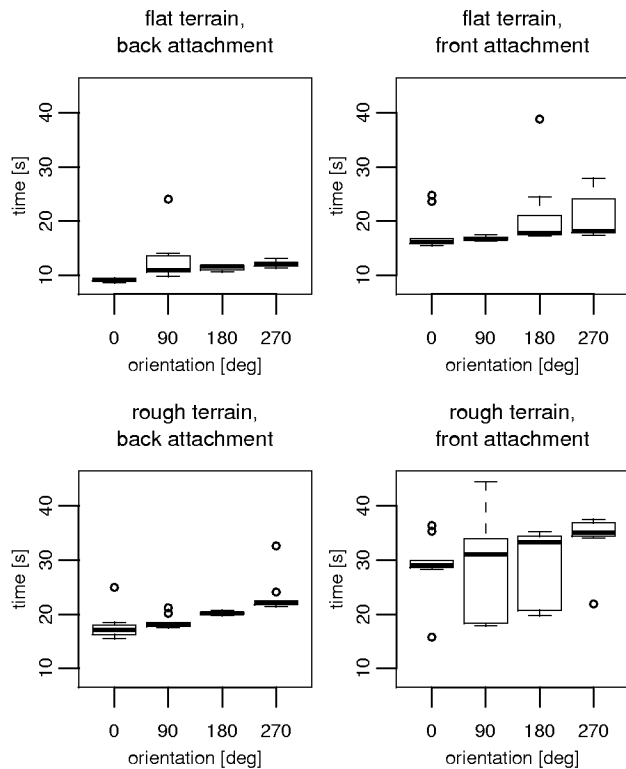 flat terrain,
back attachment
time [s]
40
30
20
10
0 90 180 270
orientation [deg]
flat terrain,
front attachment
time [s]
40
30
20
10
0 90 180 270
orientation [deg]
rough terrain,
back attachment
time [s]
40
30
20
10
0 90 180 270
orientation [deg]
rough terrain,
front attachment
time [s]
40
30
20
10
0 90 180 270
orientation [deg]